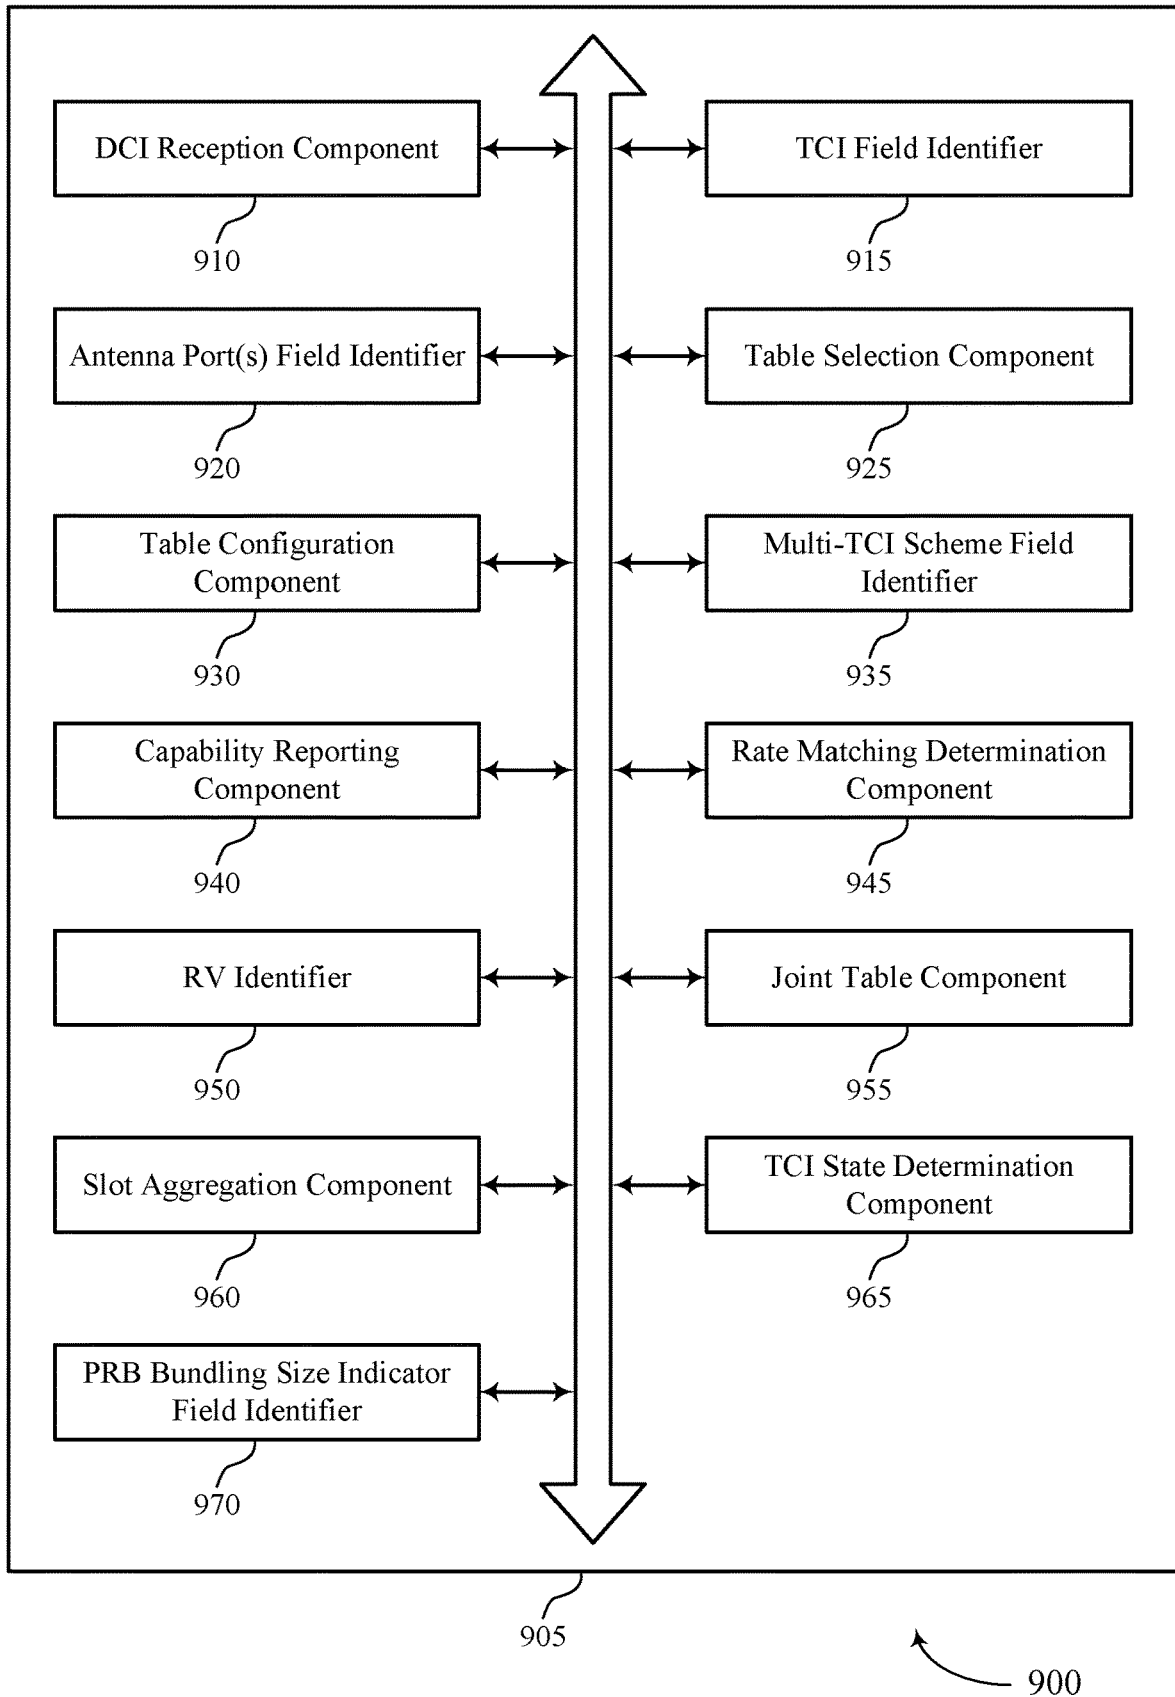 DCI Reception Component
910
TCI Field Identifier
915
Antenna Port(s) Field Identifier
920
Table Selection Component
925
Table Configuration
Component
930
Multi-TCI Scheme Field
Identifier
935
Capability Reporting
Component
940
Rate Matching Determination
Component
945
RV Identifier
950
Joint Table Component
955
Slot Aggregation Component
960
TCI State Determination
Component
965
PRB Bundling Size Indicator
Field Identifier
970
905
900